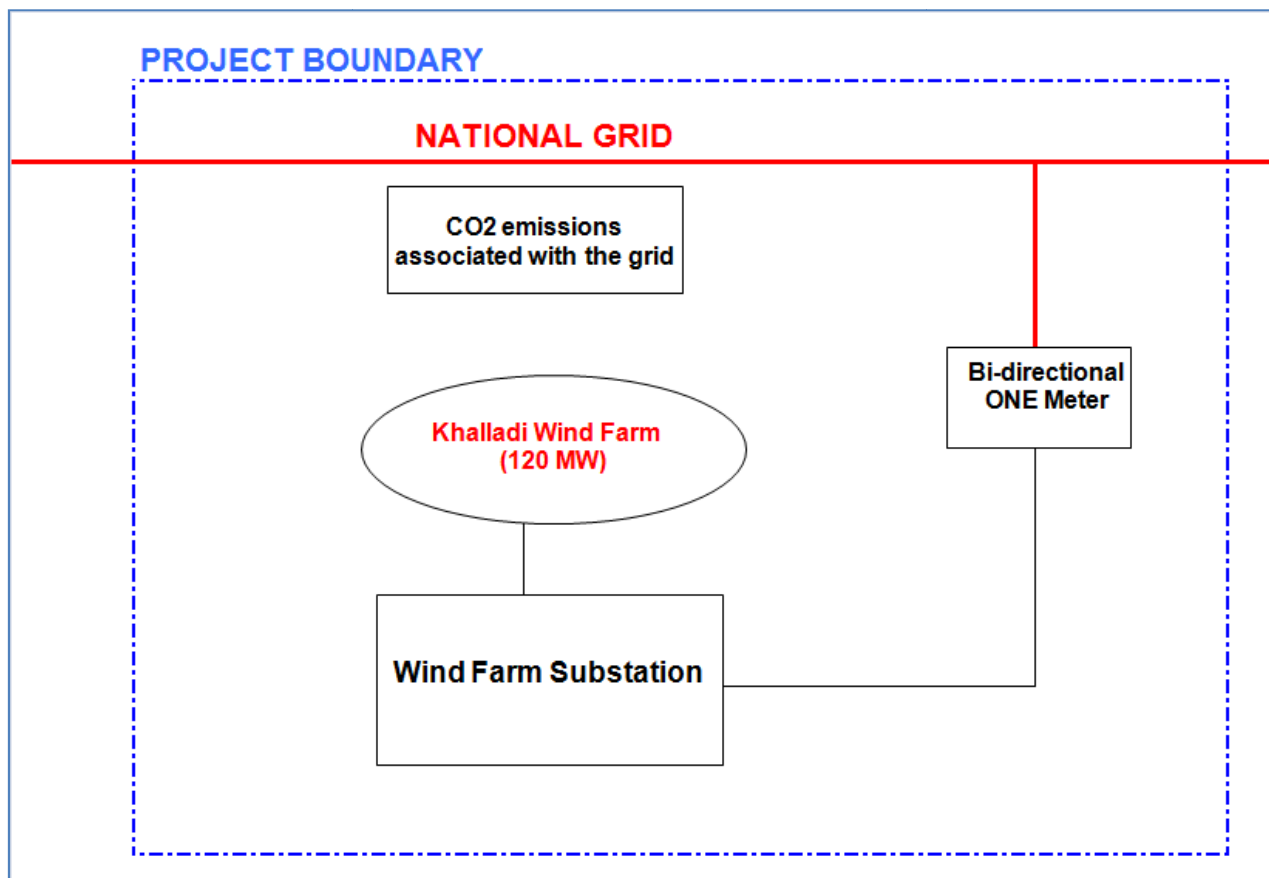 PROJECT BOUNDARY
NATIONAL GRID
CO2 emissions
associated with the grid
Bi-directional
ONE Meter
Khalladi Wind Farm
(120 MW)
Wind Farm Substation